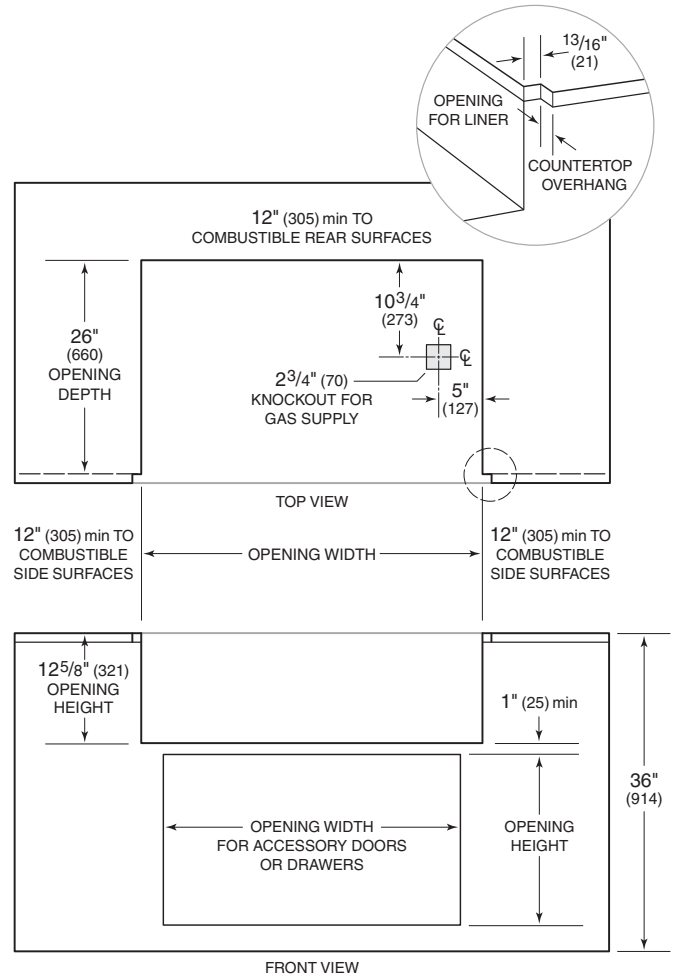 13/16"
(21)
OPENING
FOR LINER
COUNTERTOP
OVERHANG
12" (305) min TO
COMBUSTIBLE REAR SURFACES
26"
(660)
OPENING
DEPTH
10 3/4"
(273)
℄
℄
2 3/4" (70)
KNOCKOUT FOR
GAS SUPPLY
5"
(127)
TOP VIEW
12" (305) min TO
COMBUSTIBLE
SIDE SURFACES
OPENING WIDTH
12" (305) min TO
COMBUSTIBLE
SIDE SURFACES
12 5/8" (321)
OPENING
HEIGHT
1" (25) min
36"
(914)
OPENING WIDTH
FOR ACCESSORY DOORS
OR DRAWERS
OPENING
HEIGHT
FRONT VIEW